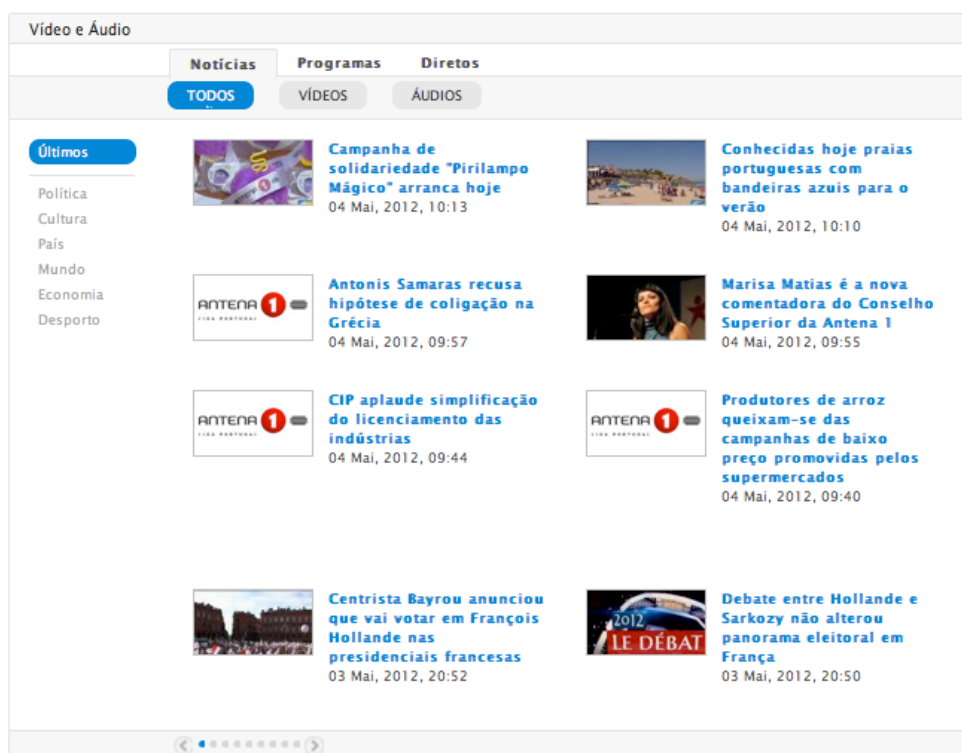 Vídeo e Áudio
Notícias Programas Diretos
TODOS VÍDEOS ÁUDIOS
Últimos
Política
Cultura
País
Mundo
Economia
Desporto
Campanha de
solidariedade "Pirilampo
Mágico" arranca hoje
04 Mai, 2012, 10:13
Conhecidas hoje praias
portuguesas com
bandeiras azuis para o
verão
04 Mai, 2012, 10:10
ANTENA 1
LIGA PORTUGAL
Antonis Samaras recusa
hipótese de coligação na
Grécia
04 Mai, 2012, 09:57
Marisa Matias é a nova
comentadora do Conselho
Superior da Antena 1
04 Mai, 2012, 09:55
ANTENA 1
LIGA PORTUGAL
CIP aplaude simplificação
do licenciamento das
indústrias
04 Mai, 2012, 09:44
ANTENA 1
LIGA PORTUGAL
Produtores de arroz
queixam-se das
campanhas de baixo
preço promovidas pelos
supermercados
04 Mai, 2012, 09:40
Centrista Bayrou anunciou
que vai votar em François
Hollande nas
presidenciais francesas
03 Mai, 2012, 20:52
2012
LE DÉBAT
Debate entre Hollande e
Sarkozy não alterou
panorama eleitoral em
França
03 Mai, 2012, 20:50